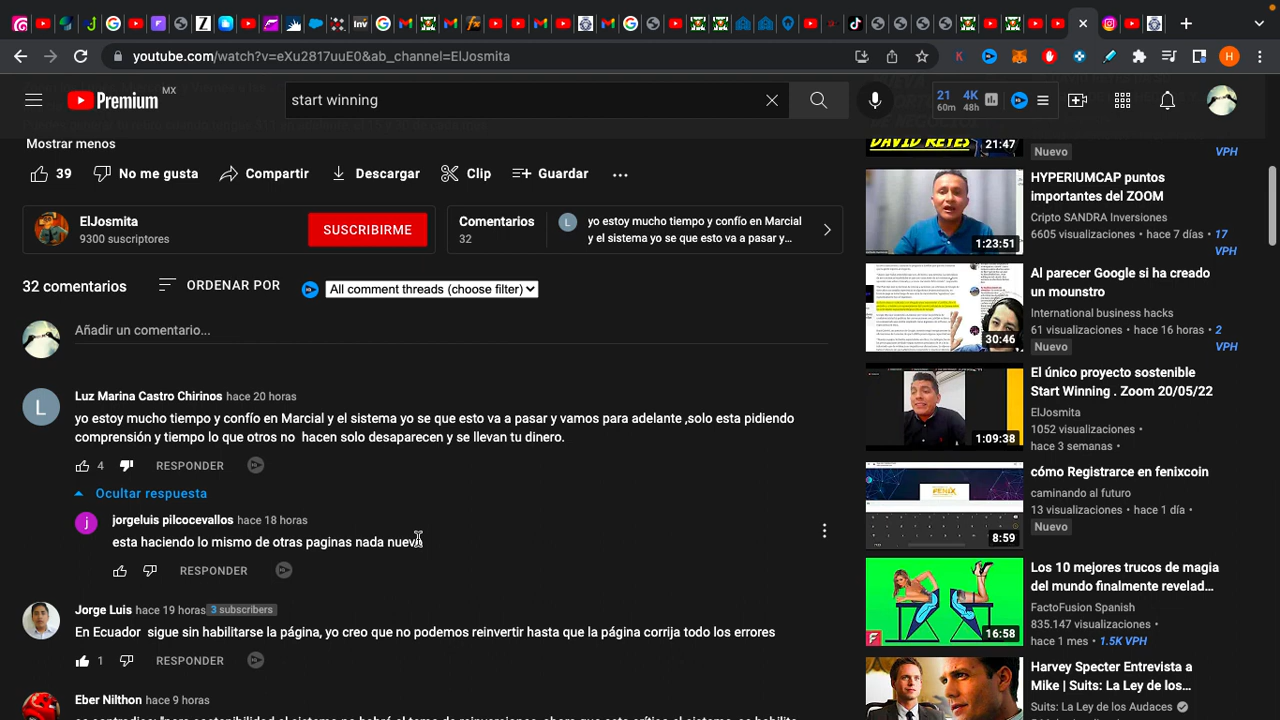 youtube.com/watch?v=eXu2817uuE0&ab_channel=ElJosmita
H
Premium MX
start winning
21 60m 4K 48h
Mostrar menos
39 No me gusta Compartir Descargar Clip Guardar
ElJosmita
9300 suscriptores
SUSCRIBIRME
Comentarios
32
L
yo estoy mucho tiempo y confío en Marcial
y el sistema yo se que esto va a pasar y…
32 comentarios ORDENAR POR All comment threads (choose filter)
Añadir un comentario...
L
Luz Marina Castro Chirinos hace 20 horas
yo estoy mucho tiempo y confío en Marcial y el sistema yo se que esto va a pasar y vamos para adelante ,solo esta pidiendo
comprensión y tiempo lo que otros no hacen solo desaparecen y se llevan tu dinero.
4 RESPONDER
Ocultar respuesta
j
jorgeluis hace 18 horas
esta haciendo lo mismo de otras paginas nada nuevo
RESPONDER
Jorge Luis hace 19 horas 3 subscribers
En Ecuador sigue sin habilitarse la página, yo creo que no podemos reinvertir hasta que la página corrija todo los errores
1 RESPONDER
Eber Nilthon hace 9 horas
DAVID REYES
21:47
Nuevo
VPH
1:23:51
HYPERIUMCAP puntos
importantes del ZOOM
Cripto SANDRA Inversiones
6605 visualizaciones • hace 7 días • 17
VPH
30:46
Al parecer Google si ha creado
un monstruo
Hermont business
61 visualizaciones • hace 16 horas • 2
Nuevo VPH
1:09:38
El único proyecto sostenible
Start Winning . Zoom 20/05/22
ElJosmita
1052 visualizaciones •
hace 3 semanas •
FENIX
8:59
cómo Registrarce en fenixcoin
caminando al futuro
13 visualizaciones • hace 1 día •
Nuevo
F
16:58
Los 10 mejores trucos de magia
del mundo finalmente revelad…
FactoFusion Spanish
835.147 visualizaciones •
hace 1 mes • 1.5K VPH
Harvey Specter Entrevista a
Mike | Suits: La Ley de los…
Suits: La Ley de los Audaces